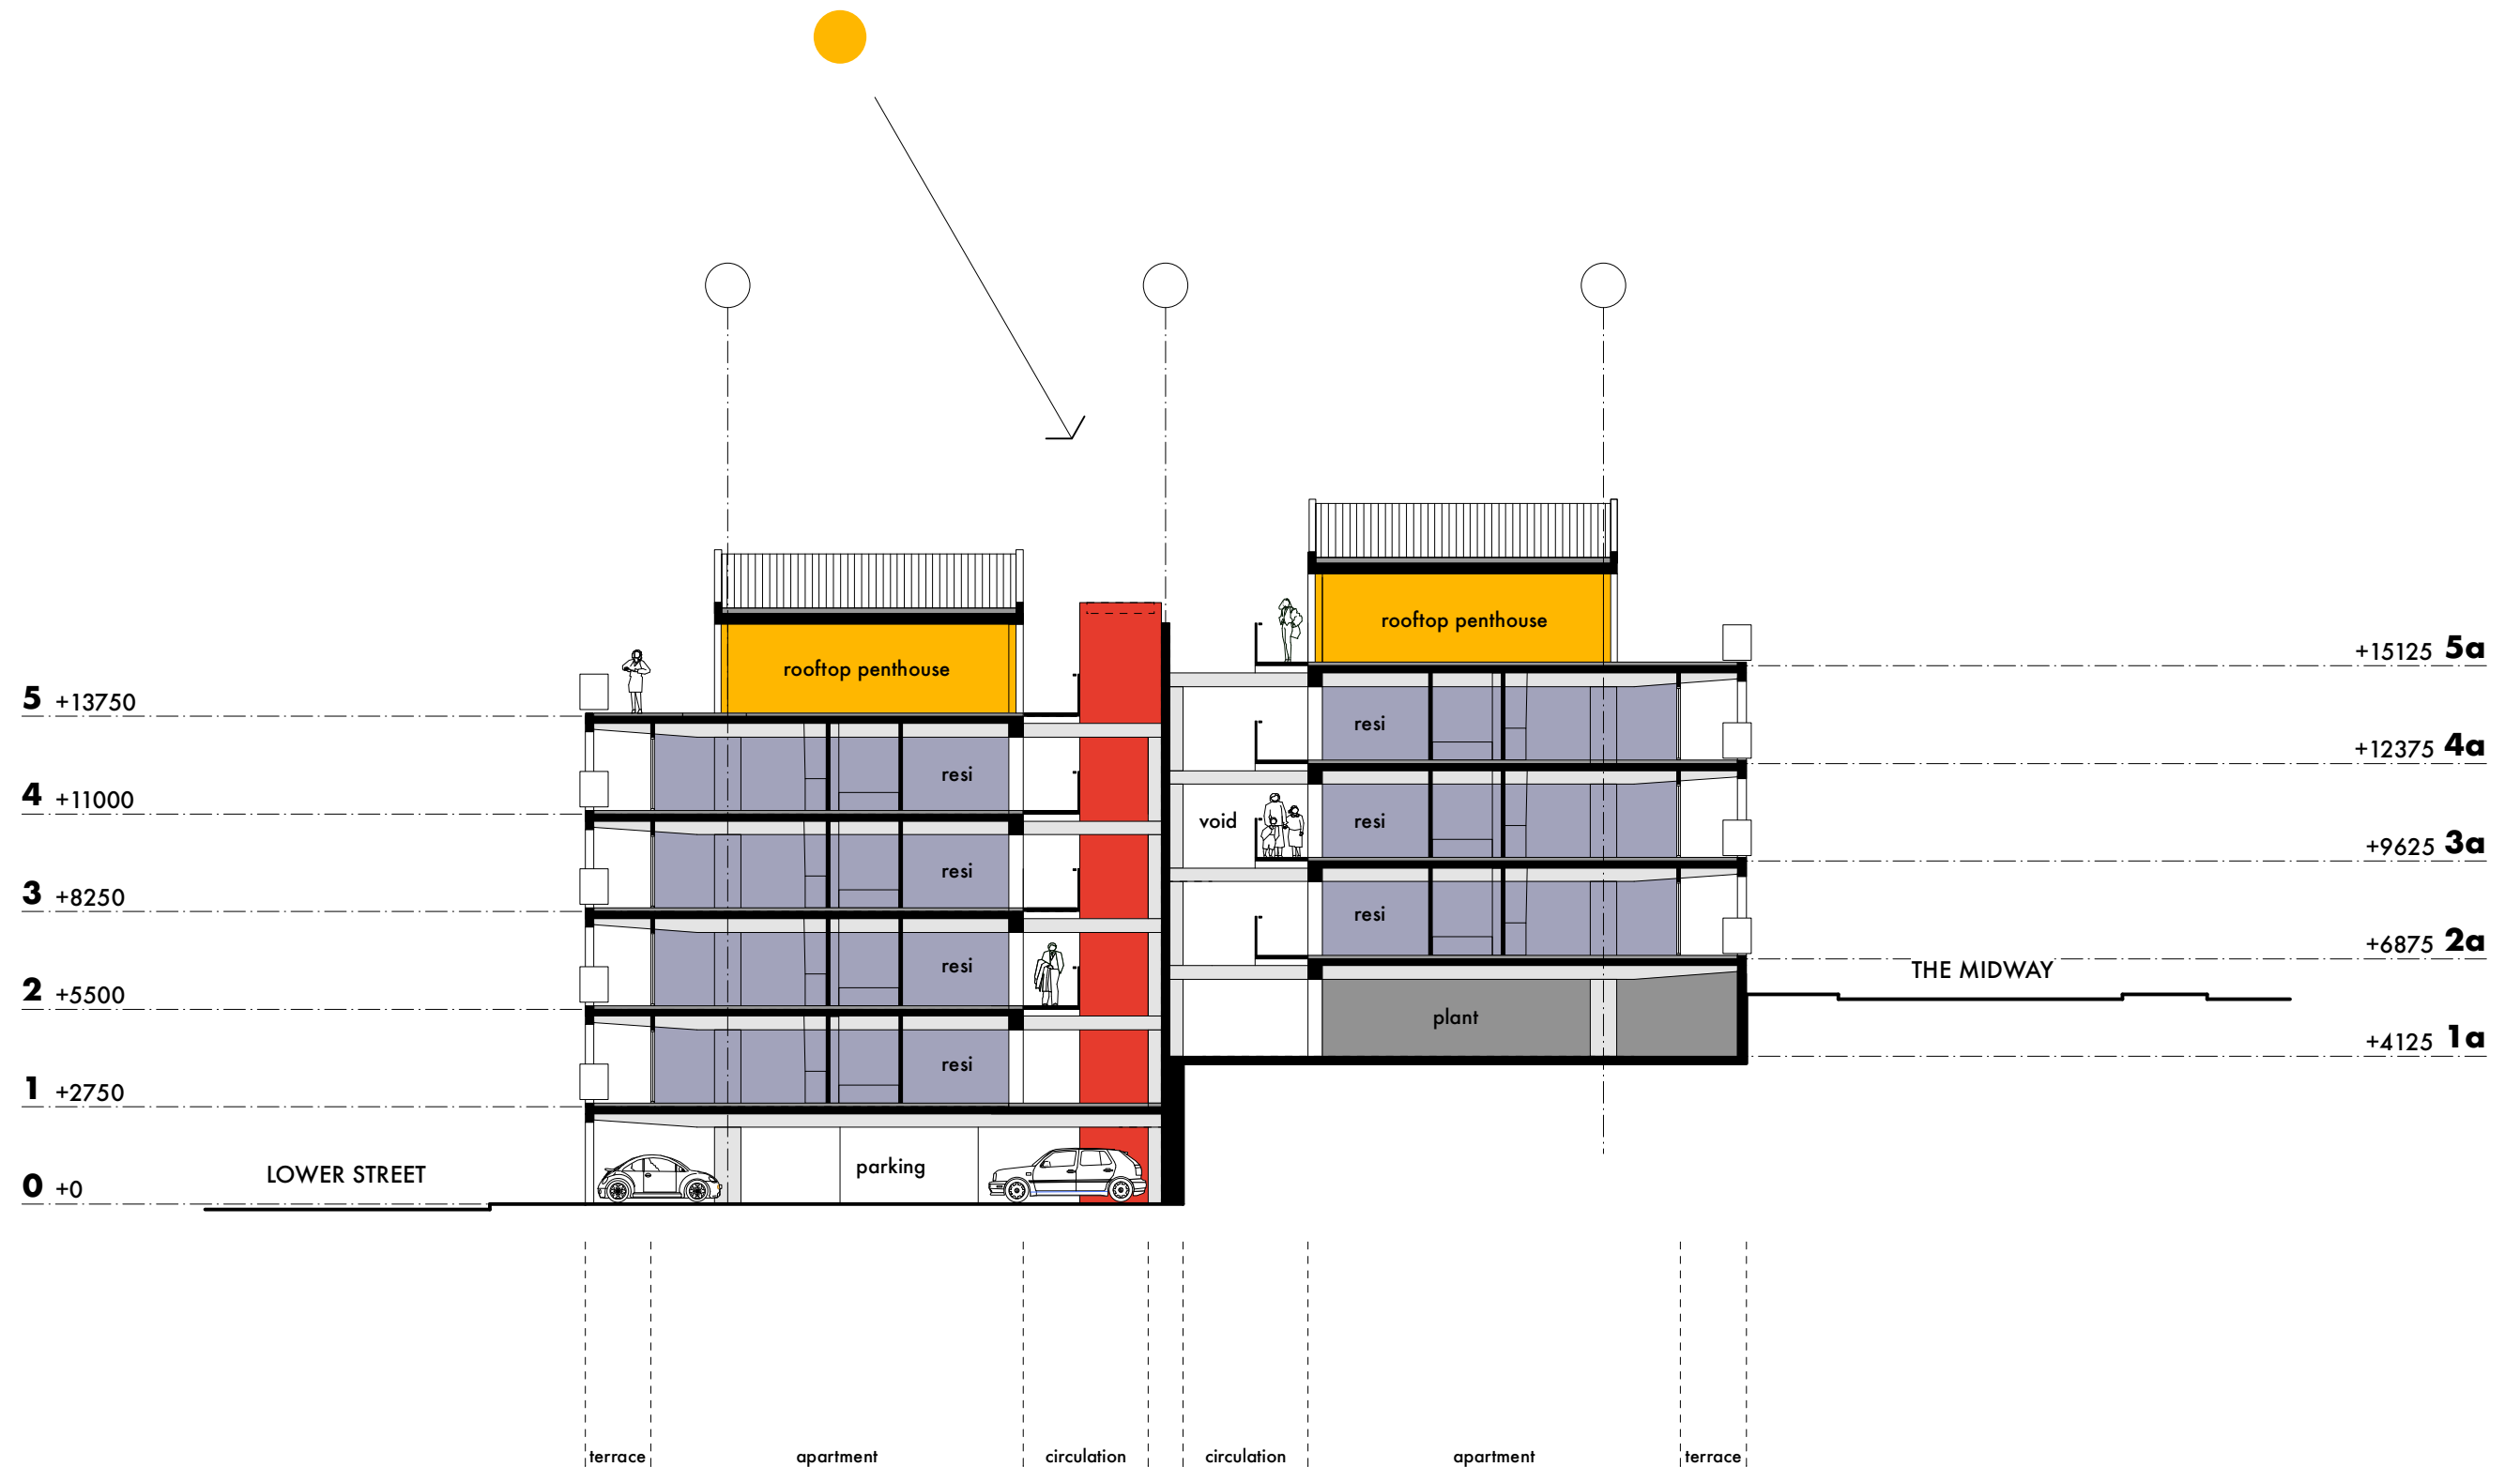 rooftop penthouse
rooftop penthouse
+15125 5a
5 +13750
resi
+12375 4a
resi
4 +11000
void
resi
+9625 3a
resi
3 +8250
resi
+6875 2a
resi
THE MIDWAY
2 +5500
plant
+4125 1a
resi
1 +2750
parking
LOWER STREET
0 +0
terrace apartment circulation circulation apartment terrace